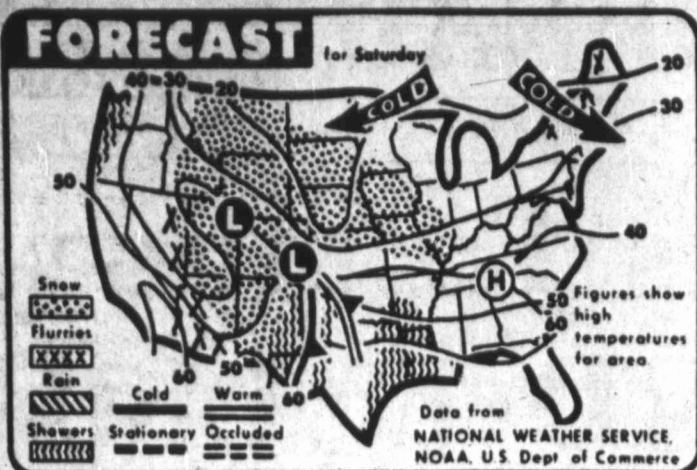 FORECAST
for Saturday
40 30 20
COLD
COLD
20
30
50
L
L
40
H
Snow
Flurries
Rain
Showers
60
50
60
50
60
Figures show
high
temperatures
for area
Cold Warm
Stationary Occluded
Data from
NATIONAL WEATHER SERVICE,
NOAA, U.S. Dept of Commerce